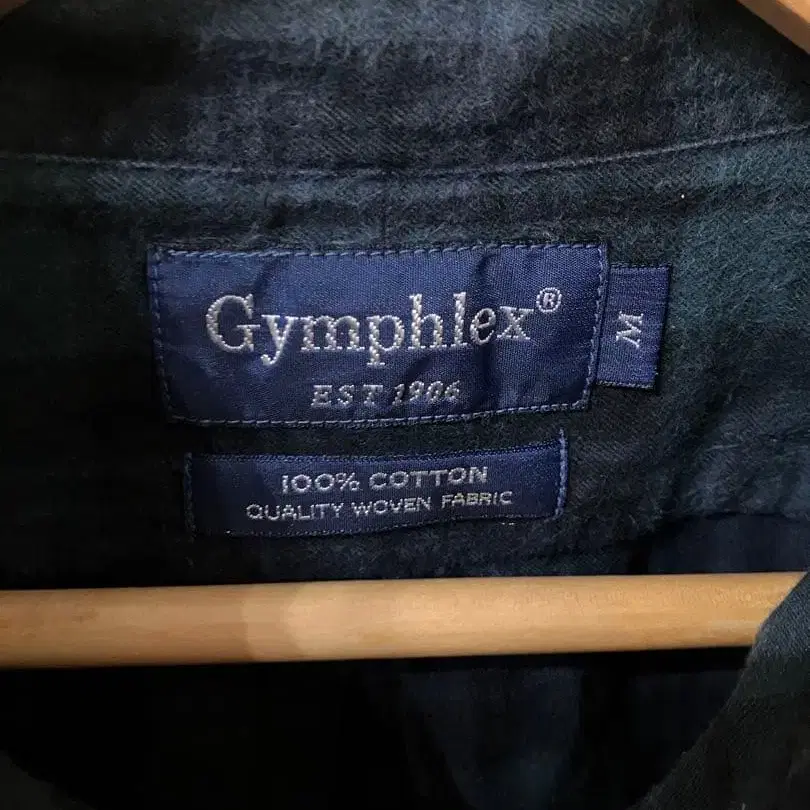 Gymphlex®
EST 1906
M
100% COTTON
QUALITY WOVEN FABRIC